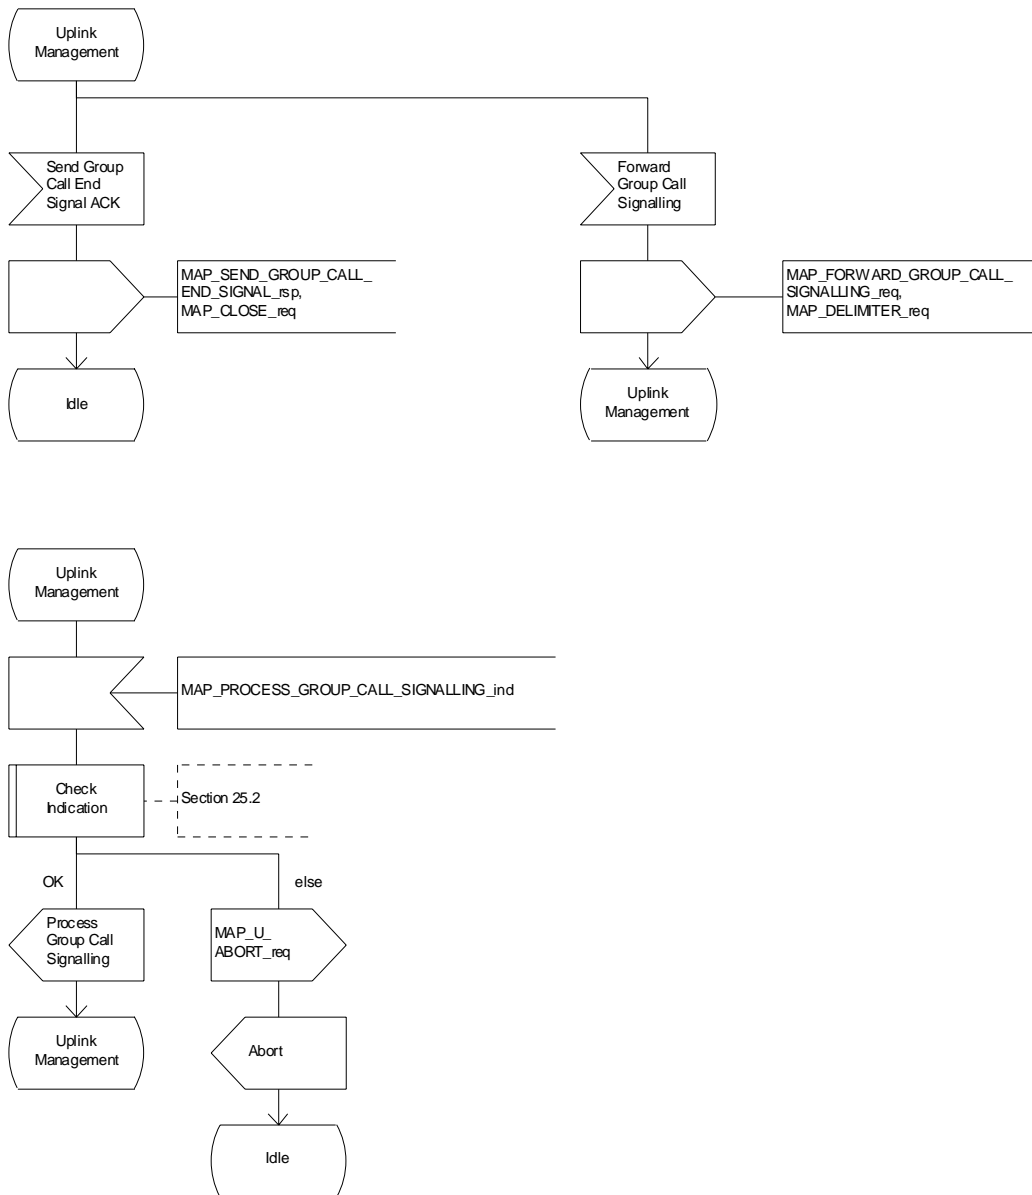 Uplink
Management
Send Group
Call End
Signal ACK
Forward
Group Call
Signalling
MAP_SEND_GROUP_CALL_
END_SIGNAL_rsp,
MAP_CLOSE_req
MAP_FORWARD_GROUP_CALL_
SIGNALLING_req,
MAP_DELIMITER_req
Idle
Uplink
Management
Uplink
Management
MAP_PROCESS_GROUP_CALL_SIGNALLING_ind
Check
Indication
Section 25.2
OK
else
Process
Group Call
Signalling
MAP_U_
ABORT_req
Uplink
Management
Abort
Idle